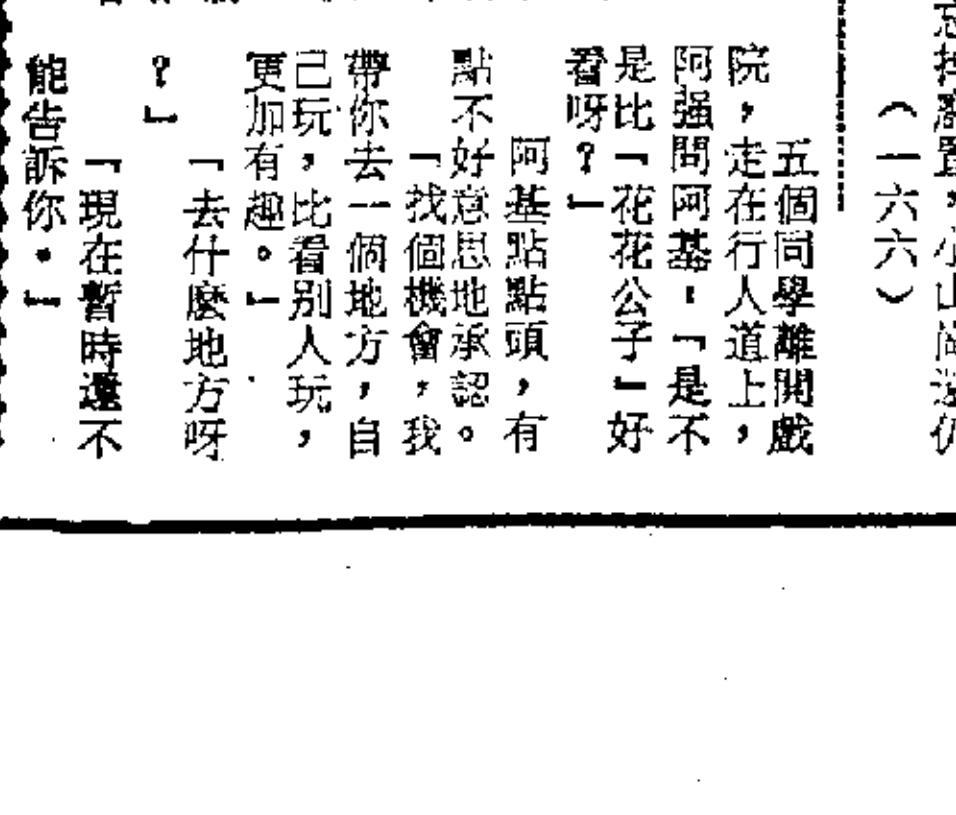 忘掉
（一六六）
五個同學離開戲
院，走在行人道上，
阿强問阿基：「是不
是比「花花公子」好
看呀？」
阿基點點頭，有
點不好意思地承認。
「找個機會，我
帶你去一個地方，自
己玩，比看別人玩，
更加有趣。」
「去什麼地方呀
？」
「現在暫時還不
能告訴你。」